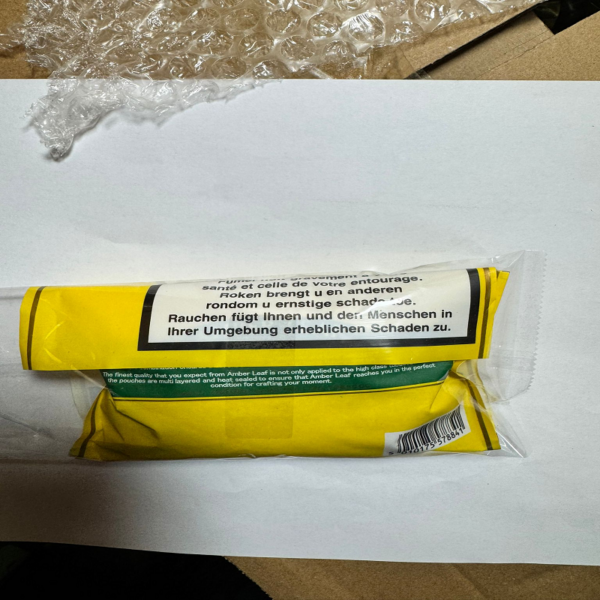 santé et celle de votre entourage.
Roken brengt u en anderen
rondom u ernstige schade toe.
Rauchen fügt Ihnen und den Menschen in
Ihrer Umgebung erheblichen Schaden zu.
The finest quality that you expect from Amber Leaf is not only applied to the high class
the pouches are multi layered and heat sealed to ensure that Amber Leaf reaches you in the perfect
condition for crafting your moment.